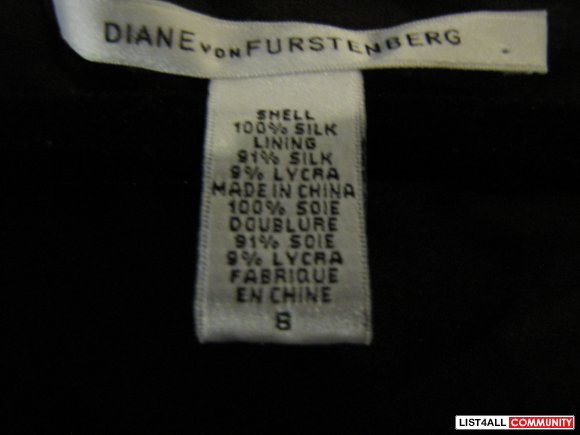 DIANE VON FURSTENBERG
SHELL
100% SILK
LINING
91% SILK
9% LYCRA
MADE IN CHINA
100% SOIE
DOUBLURE
91% SOIE
9% LYCRA
FABRIQUE
EN CHINE
8
LIST4ALL COMMUNITY